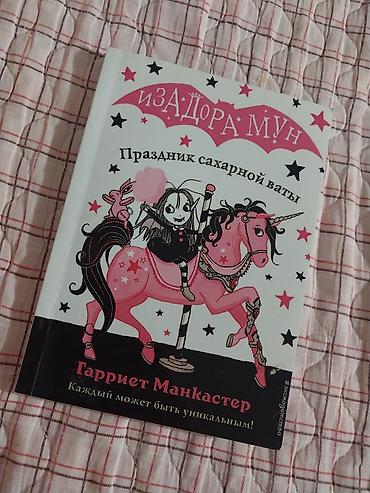 ИЗАДОРА МУН
Праздник сахарной ваты
Гарриет Манкастер
Каждый может быть уникальным!